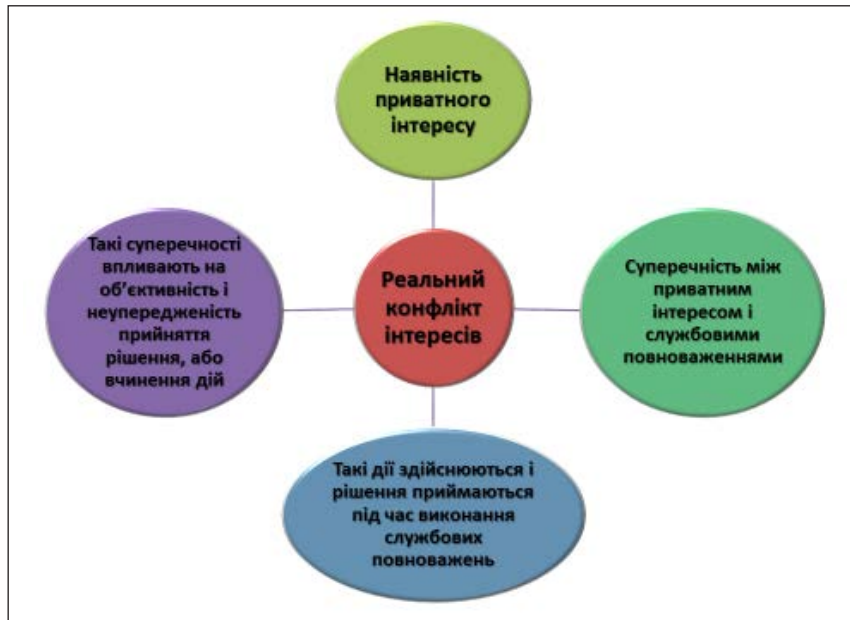 Наявність
приватного
інтересу
Такі суперечності
впливають на
об’єктивність і
неупередженість
прийняття
рішення, або
вчинення дій
Реальний
конфлікт
інтересів
Суперечність між
приватним
інтересом і
службовими
повноваженнями
Такі дії здійснюються і
рішення приймаються
під час виконання
службових
повноважень